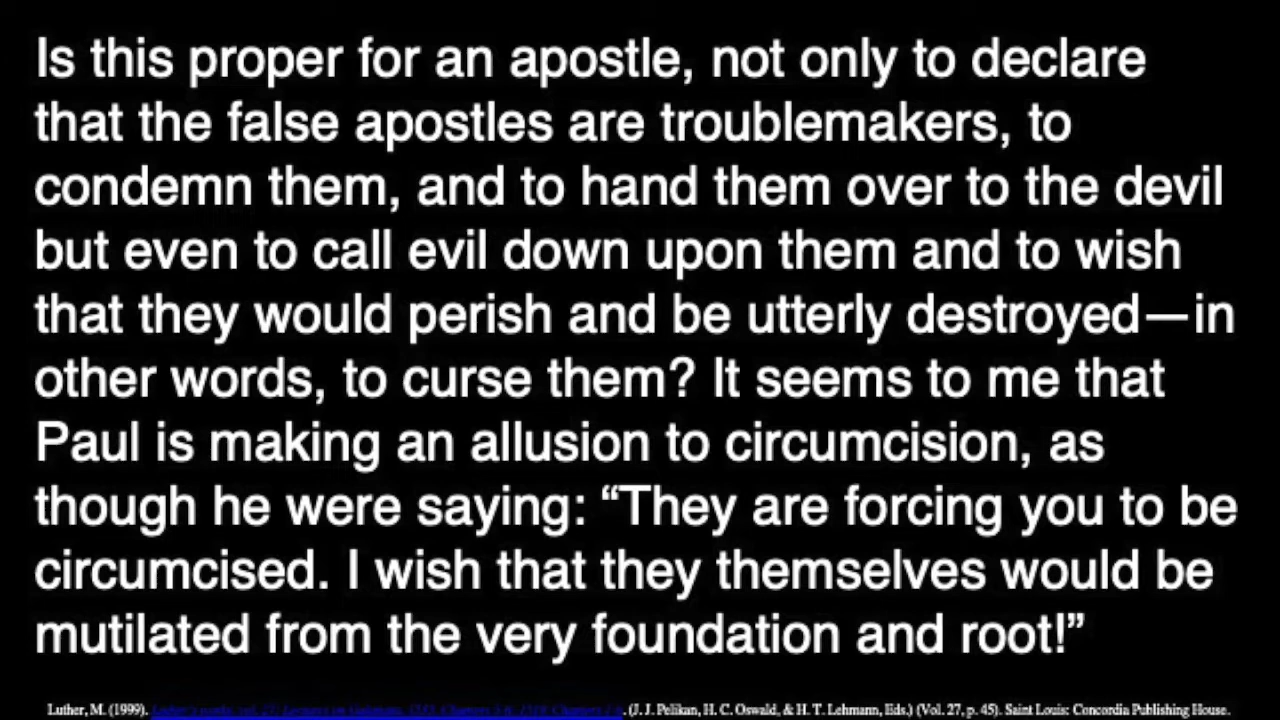 Is this proper for an apostle, not only to declare
that the false apostles are troublemakers, to
condemn them, and to hand them over to the devil
but even to call evil down upon them and to wish
that they would perish and be utterly destroyed—in
other words, to curse them? It seems to me that
Paul is making an allusion to circumcision, as
though he were saying: “They are forcing you to be
circumcised. I wish that they themselves would be
mutilated from the very foundation and root!”
Luther, M. (1999). (J. J. Pelikan, H. C. Oswald, & H. T. Lehmann, Eds.) (Vol. 27, p. 45). Saint Louis: Concordia Publishing House.